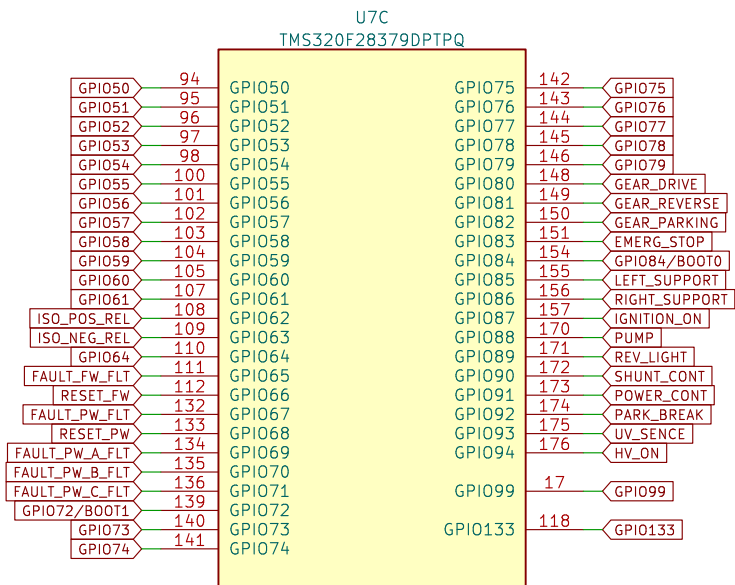 U7C
TMS320F28379DPTPQ
GPIO50 94 GPIO50 GPIO75 142 GPIO75
GPIO51 95 GPIO51 GPIO76 143 GPIO76
GPIO52 96 GPIO52 GPIO77 144 GPIO77
GPIO53 97 GPIO53 GPIO78 145 GPIO78
GPIO54 98 GPIO54 GPIO79 146 GPIO79
GPIO55 100 GPIO55 GPIO80 148 GEAR_DRIVE
GPIO56 101 GPIO56 GPIO81 149 GEAR_REVERSE
GPIO57 102 GPIO57 GPIO82 150 GEAR_PARKING
GPIO58 103 GPIO58 GPIO83 151 EMERG_STOP
GPIO59 104 GPIO59 GPIO84 154 GPIO84/BOOT0
GPIO60 105 GPIO60 GPIO85 155 LEFT_SUPPORT
GPIO61 107 GPIO61 GPIO86 156 RIGHT_SUPPORT
ISO_POS_REL 108 GPIO62 GPIO87 157 IGNITION_ON
ISO_NEG_REL 109 GPIO63 GPIO88 170 PUMP
GPIO64 110 GPIO64 GPIO89 171 REV_LIGHT
FAULT_FW_FLT 111 GPIO65 GPIO90 172 SHUNT_CONT
RESET_FW 112 GPIO66 GPIO91 173 POWER_CONT
FAULT_PW_FLT 132 GPIO67 GPIO92 174 PARK_BREAK
RESET_PW 133 GPIO68 GPIO93 175 UV_SENCE
FAULT_PW_A_FLT 134 GPIO69 GPIO94 176 HV_ON
FAULT_PW_B_FLT 135 GPIO70
FAULT_PW_C_FLT 136 GPIO71 GPIO99 17 GPIO99
GPIO72/BOOT1 139 GPIO72
GPIO73 140 GPIO73 GPIO133 118 GPIO133
GPIO74 141 GPIO74